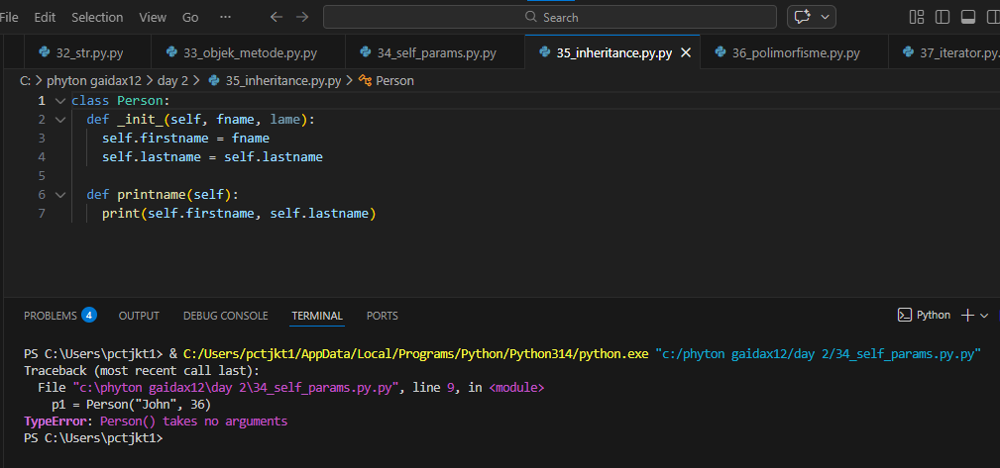 File Edit Selection View Go ··· Search
32_str.py.py 33_objek_metode.py.py 34_self_params.py.py 35_inheritance.py.py 36_polimorfisme.py.py 37_iterator.py.
C: > phyton gaidax12 > day 2 > 35_inheritance.py.py > Person
1 class Person:
2 def _init_(self, fname, lame):
3 self.firstname = fname
4 self.lastname = self.lastname
5
6 def printname(self):
7 print(self.firstname, self.lastname)
PROBLEMS 4 OUTPUT DEBUG CONSOLE TERMINAL PORTS Python
PS C:\Users\pctjkt1> & C:/Users/pctjkt1/AppData/Local/Programs/Python/Python314/python.exe "c:/phyton gaidax12/day 2/34_self_params.py.py"
Traceback (most recent call last):
File "c:\phyton gaidax12\day 2\34_self_params.py.py", line 9, in <module>
p1 = Person("John", 36)
TypeError: Person() takes no arguments
PS C:\Users\pctjkt1>